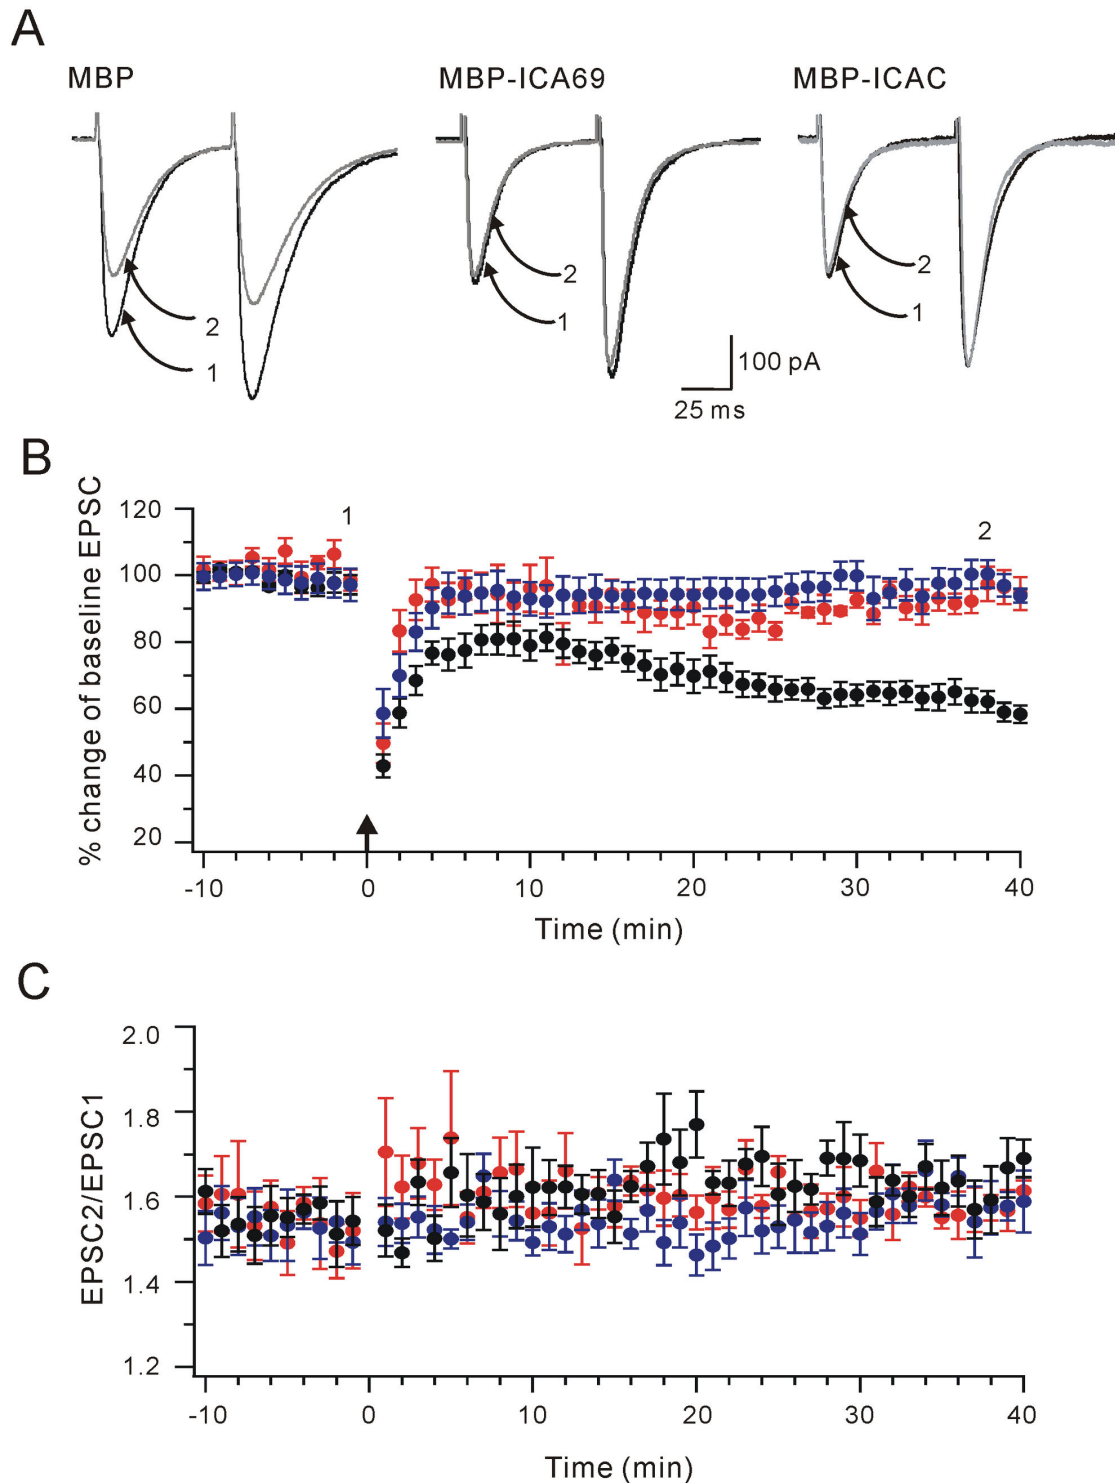 A
MBP
MBP-ICA69
MBP-ICAC
2
1
2
1
2
1
100 pA
25 ms
B
% change of baseline EPSC
120
100
80
60
40
20
1
2
-10
0
10
20
30
40
Time (min)
C
EPSC2/EPSC1
2.0
1.8
1.6
1.4
1.2
-10
0
10
20
30
40
Time (min)